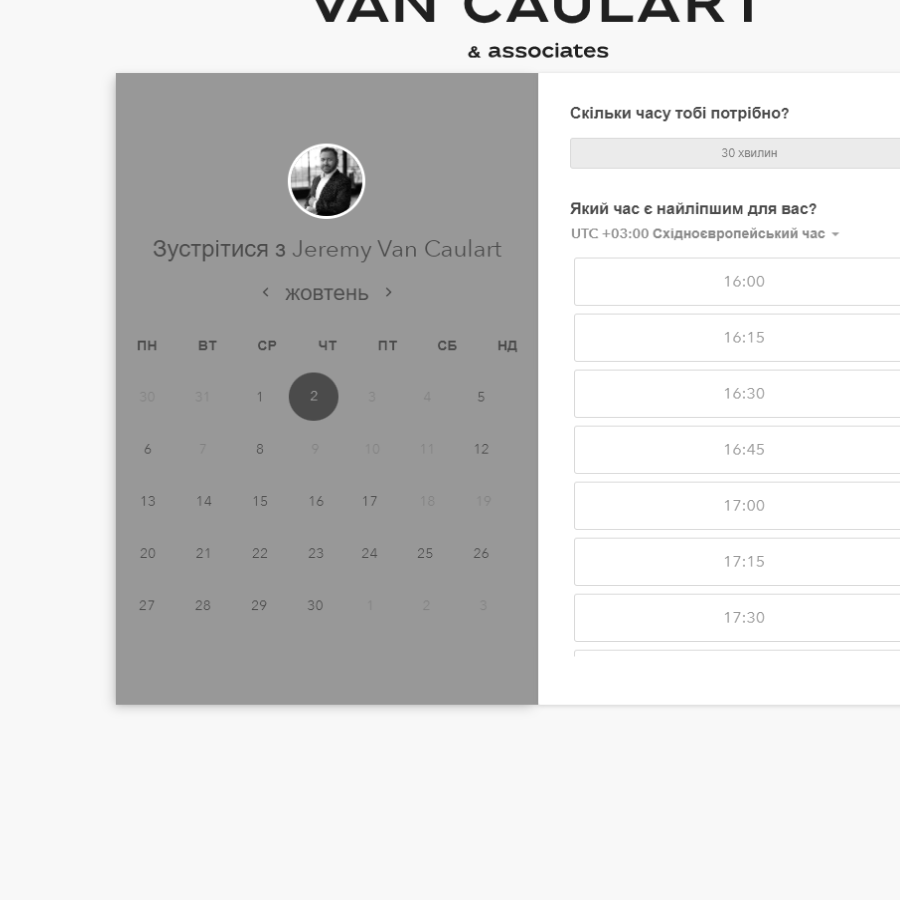 VAN CAULART
& associates
Зустрітися з Jeremy Van Caulart
жовтень
ПН ВТ СР ЧТ ПТ СБ НД
30 31 1 2 3 4 5
6 7 8 9 10 11 12
13 14 15 16 17 18 19
20 21 22 23 24 25 26
27 28 29 30 1 2 3
Скільки часу тобі потрібно?
30 хвилин
Який час є найліпшим для вас?
UTC +03:00 Східноєвропейський час
16:00
16:15
16:30
16:45
17:00
17:15
17:30